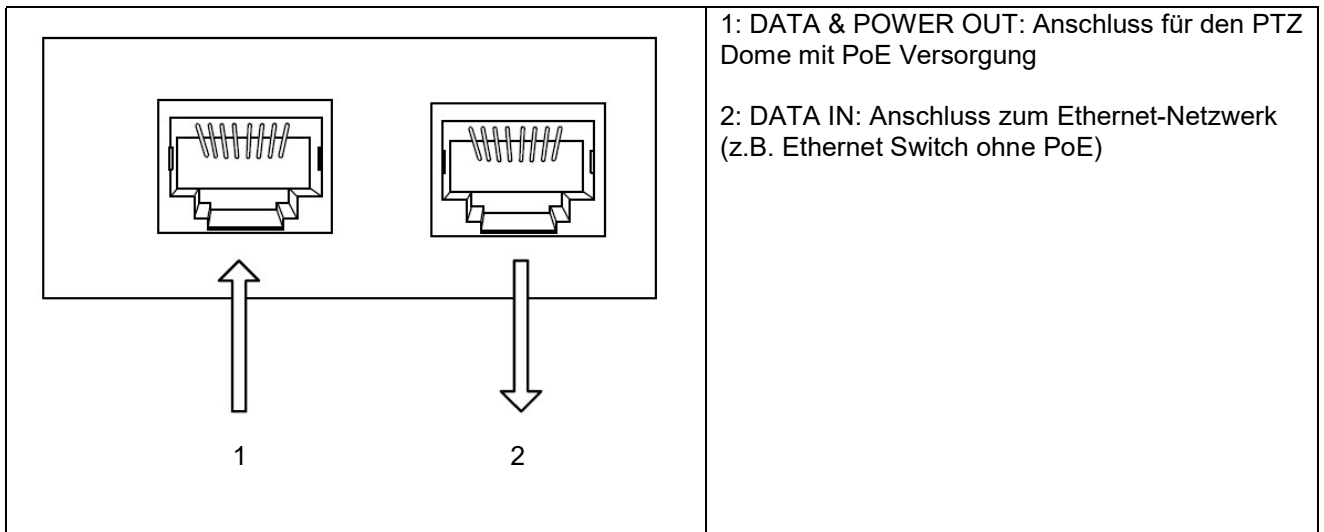 1: DATA & POWER OUT: Anschluss für den PTZ
Dome mit PoE Versorgung
2: DATA IN: Anschluss zum Ethernet-Netzwerk
(z.B. Ethernet Switch ohne PoE)
1
2